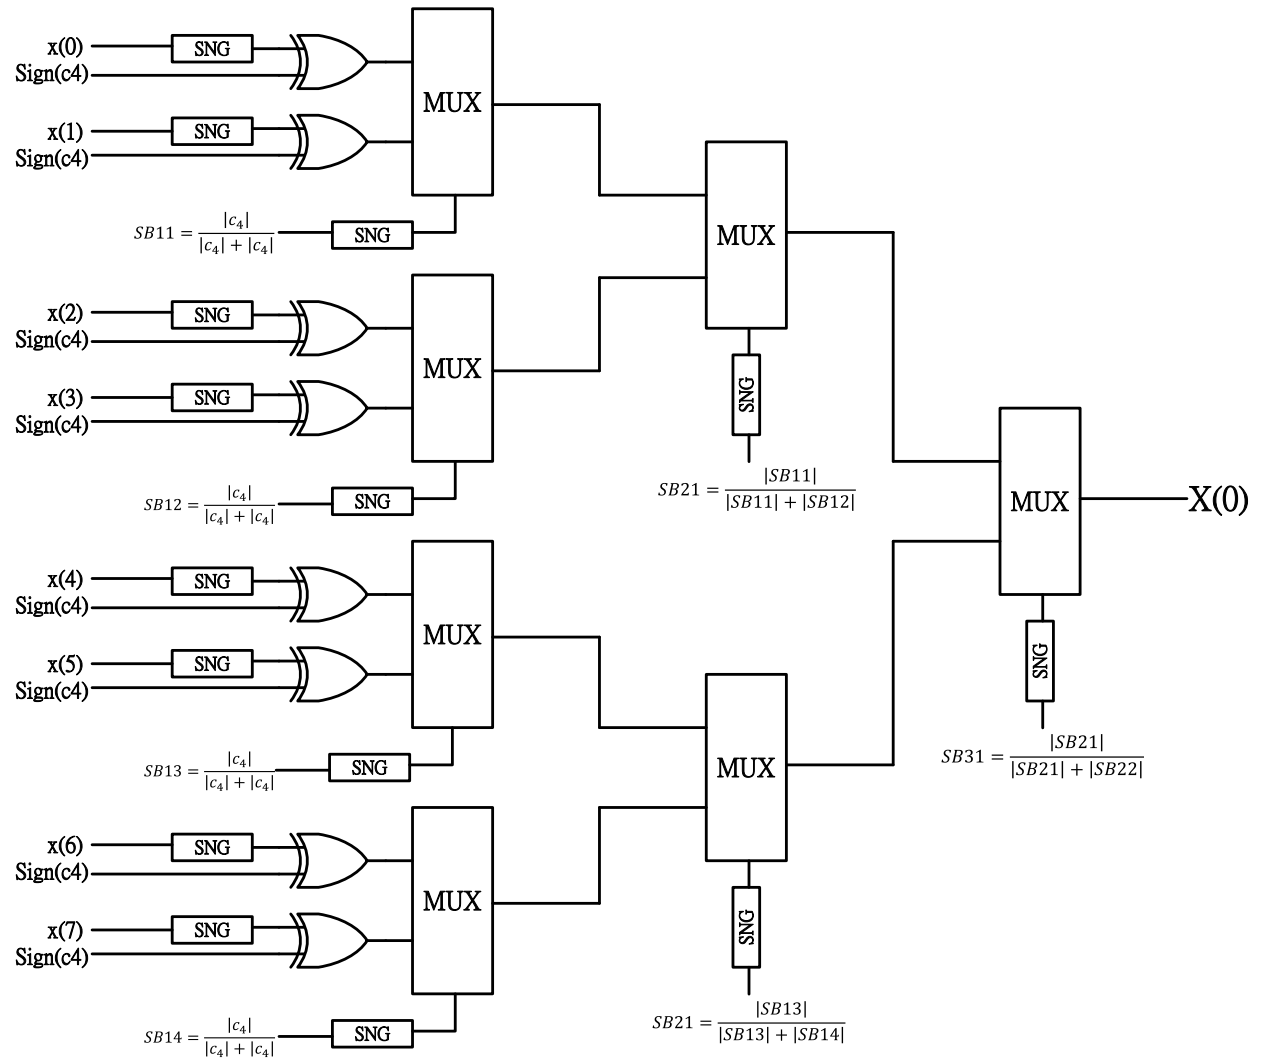 x(0)
SNG
Sign(c4)
MUX
x(1)
SNG
Sign(c4)
SB11 = |c₄| / (|c₄| + |c₄|)
SNG
MUX
x(2)
SNG
Sign(c4)
MUX
x(3)
SNG
Sign(c4)
SNG
SB12 = |c₄| / (|c₄| + |c₄|)
SNG
SB21 = |SB11| / (|SB11| + |SB12|)
MUX
X(0)
x(4)
SNG
Sign(c4)
MUX
x(5)
SNG
Sign(c4)
SNG
SB13 = |c₄| / (|c₄| + |c₄|)
SNG
MUX
SB31 = |SB21| / (|SB21| + |SB22|)
x(6)
SNG
Sign(c4)
MUX
x(7)
SNG
Sign(c4)
SNG
SB14 = |c₄| / (|c₄| + |c₄|)
SNG
SB21 = |SB13| / (|SB13| + |SB14|)